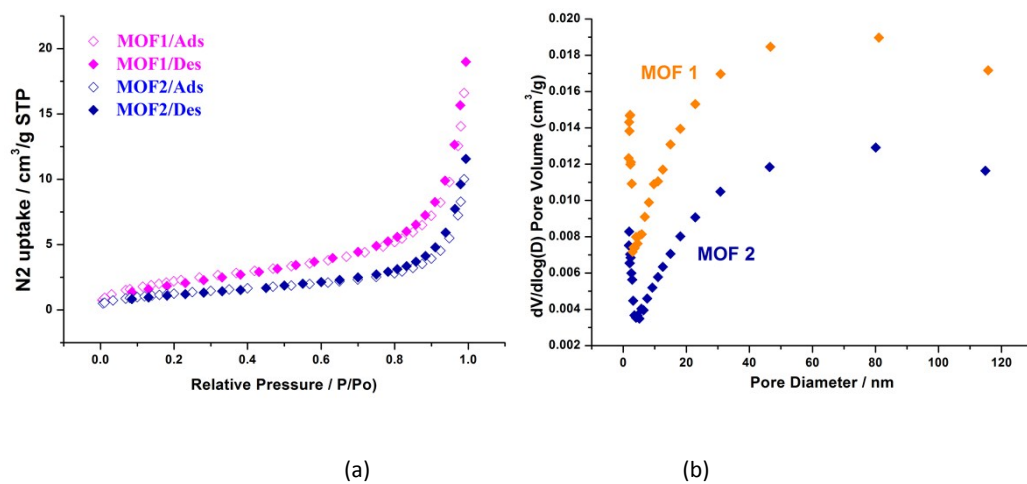 MOF1/Ads
MOF1/Des
MOF2/Ads
MOF2/Des
N2 uptake / cm³/g STP
20
15
10
5
0
0.0 0.2 0.4 0.6 0.8 1.0
Relative Pressure / P/Po)
(a)
dV/dlog(D) Pore Volume (cm³/g)
0.020
0.018
0.016
0.014
0.012
0.010
0.008
0.006
0.004
0.002
MOF 1
MOF 2
0 20 40 60 80 100 120
Pore Diameter / nm
(b)